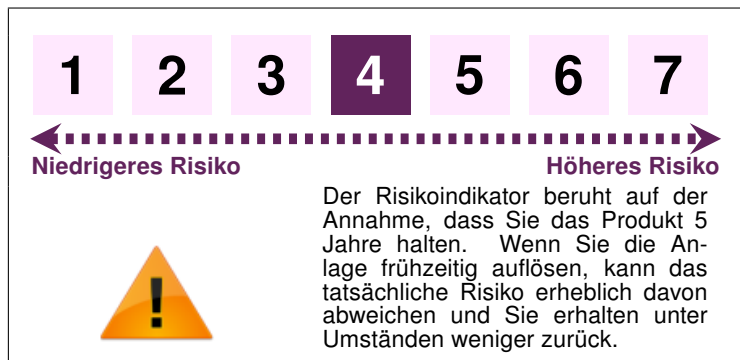 1 2 3 4 5 6 7
Niedrigeres Risiko Höheres Risiko
Der Risikoindikator beruht auf der
Annahme, dass Sie das Produkt 5
Jahre halten. Wenn Sie die An-
lage frühzeitig auflösen, kann das
tatsächliche Risiko erheblich davon
abweichen und Sie erhalten unter
Umständen weniger zurück.
!